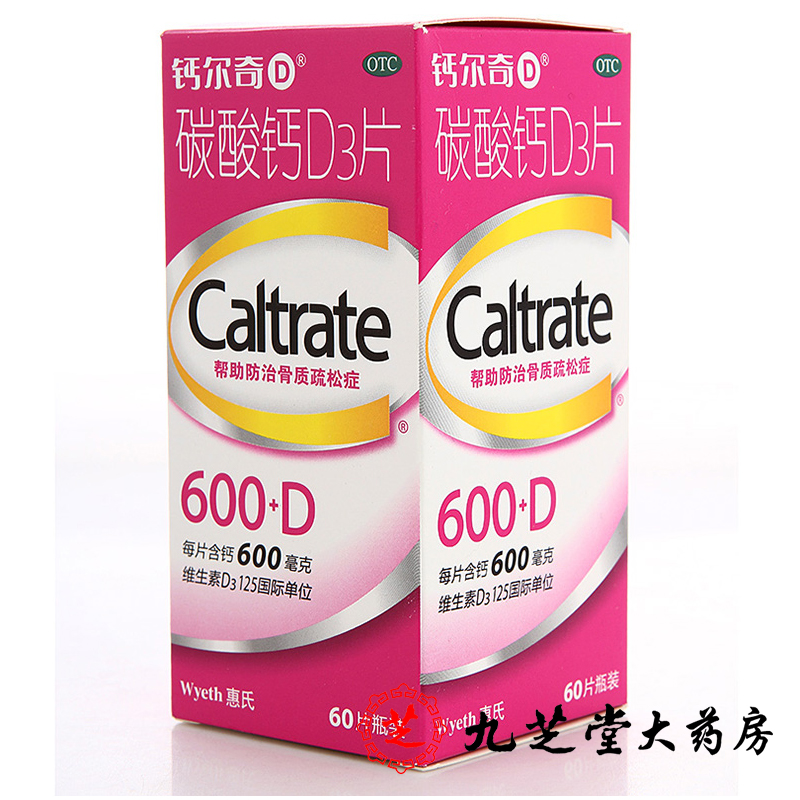 钙尔奇D®
OTC
碳酸钙D3片
Caltrate
帮助防治骨质疏松症
®
600+D
每片含钙600毫克
维生素D3 125国际单位
Wyeth 惠氏
60片瓶装
钙尔奇D®
OTC
碳酸钙D3片
Caltrate
帮助防治骨质疏松症
®
600+D
每片含钙600毫克
维生素D3 125国际单位
Wyeth 惠氏
60片瓶装
芝
九芝堂大药房